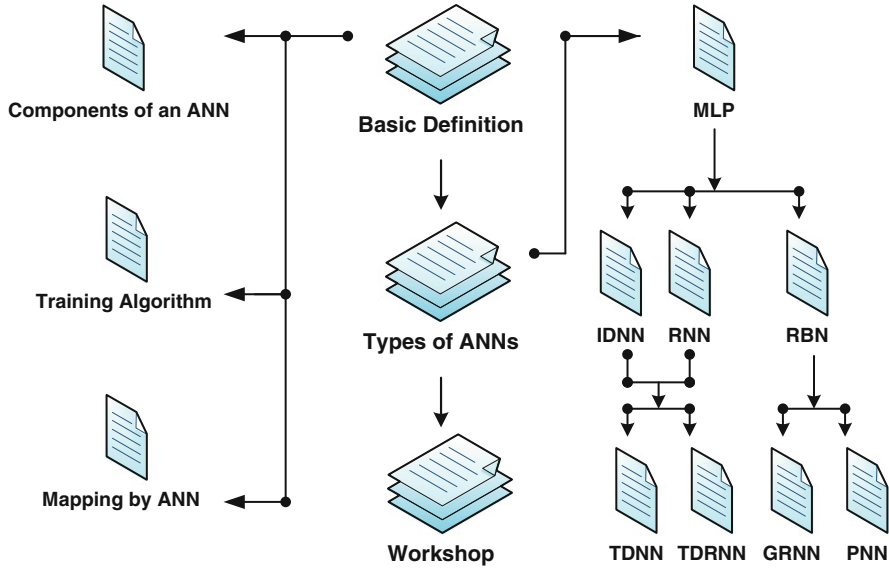 Components of an ANN
Basic Definition
MLP
Training Algorithm
Types of ANNs
IDNN
RNN
RBN
Mapping by ANN
Workshop
TDNN
TDRNN
GRNN
PNN